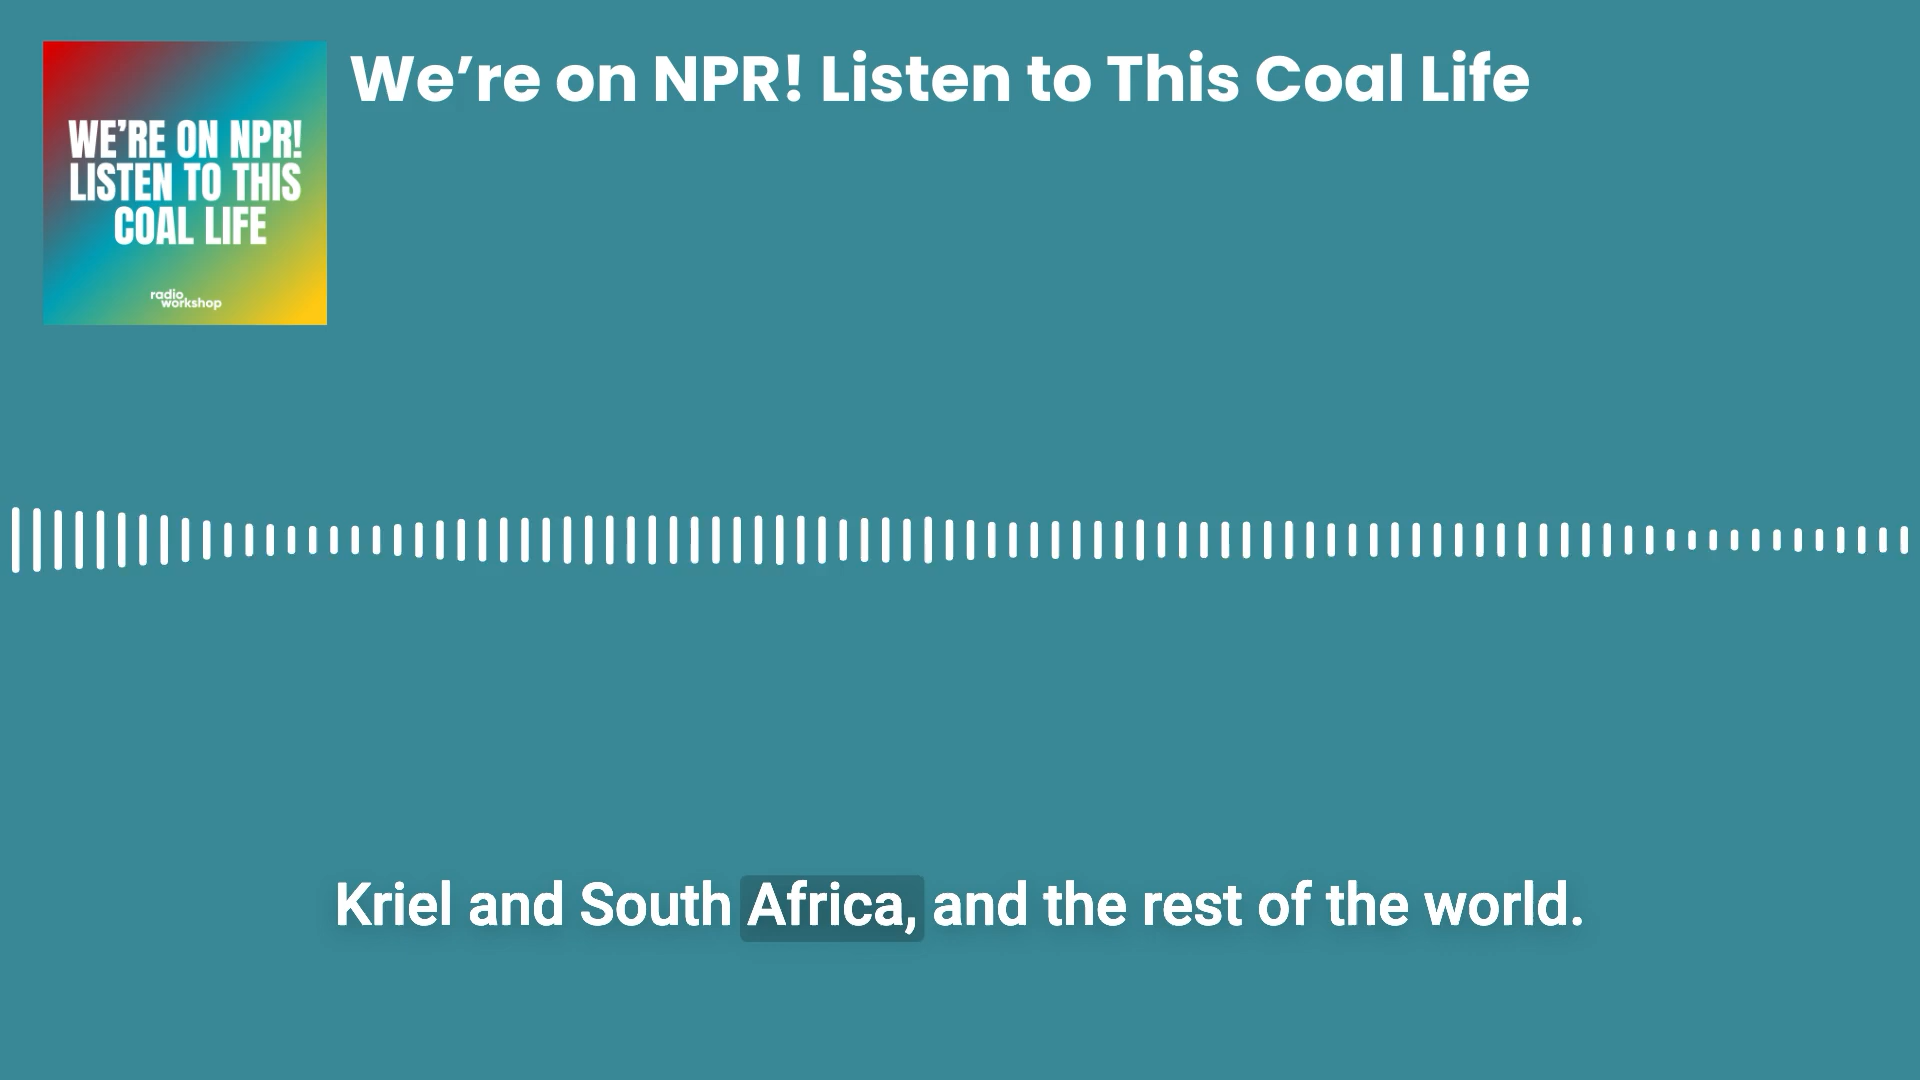 We’re on NPR! Listen to This Coal Life
WE’RE ON NPR!
LISTEN TO THIS
COAL LIFE
radio
workshop
Kriel and South Africa, and the rest of the world.